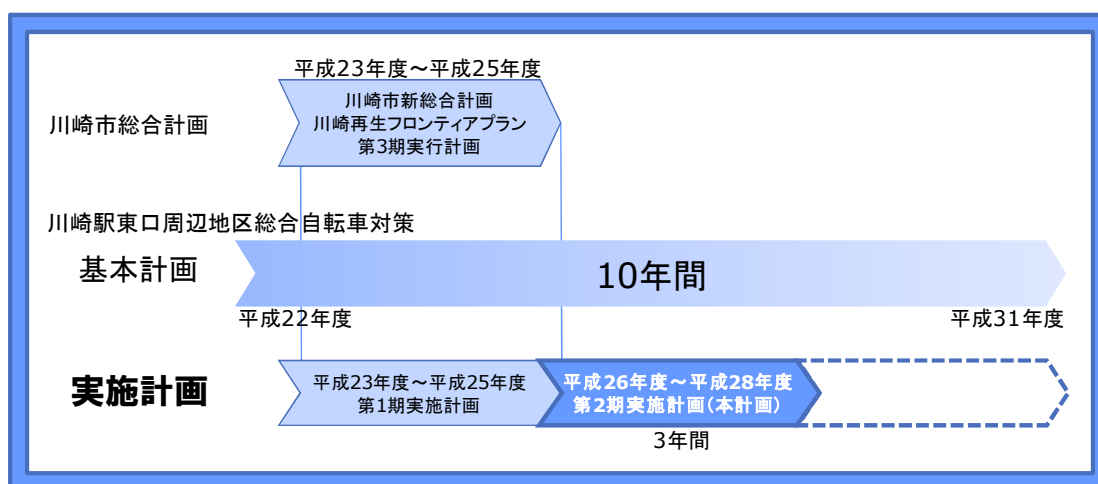 平成23年度～平成25年度
川崎市総合計画
川崎市新総合計画
川崎再生フロンティアプラン
第3期実行計画
川崎駅東口周辺地区総合自転車対策
基本計画
10年間
平成22年度
平成31年度
実施計画
平成23年度～平成25年度
第1期実施計画
平成26年度～平成28年度
第2期実施計画(本計画)
3年間